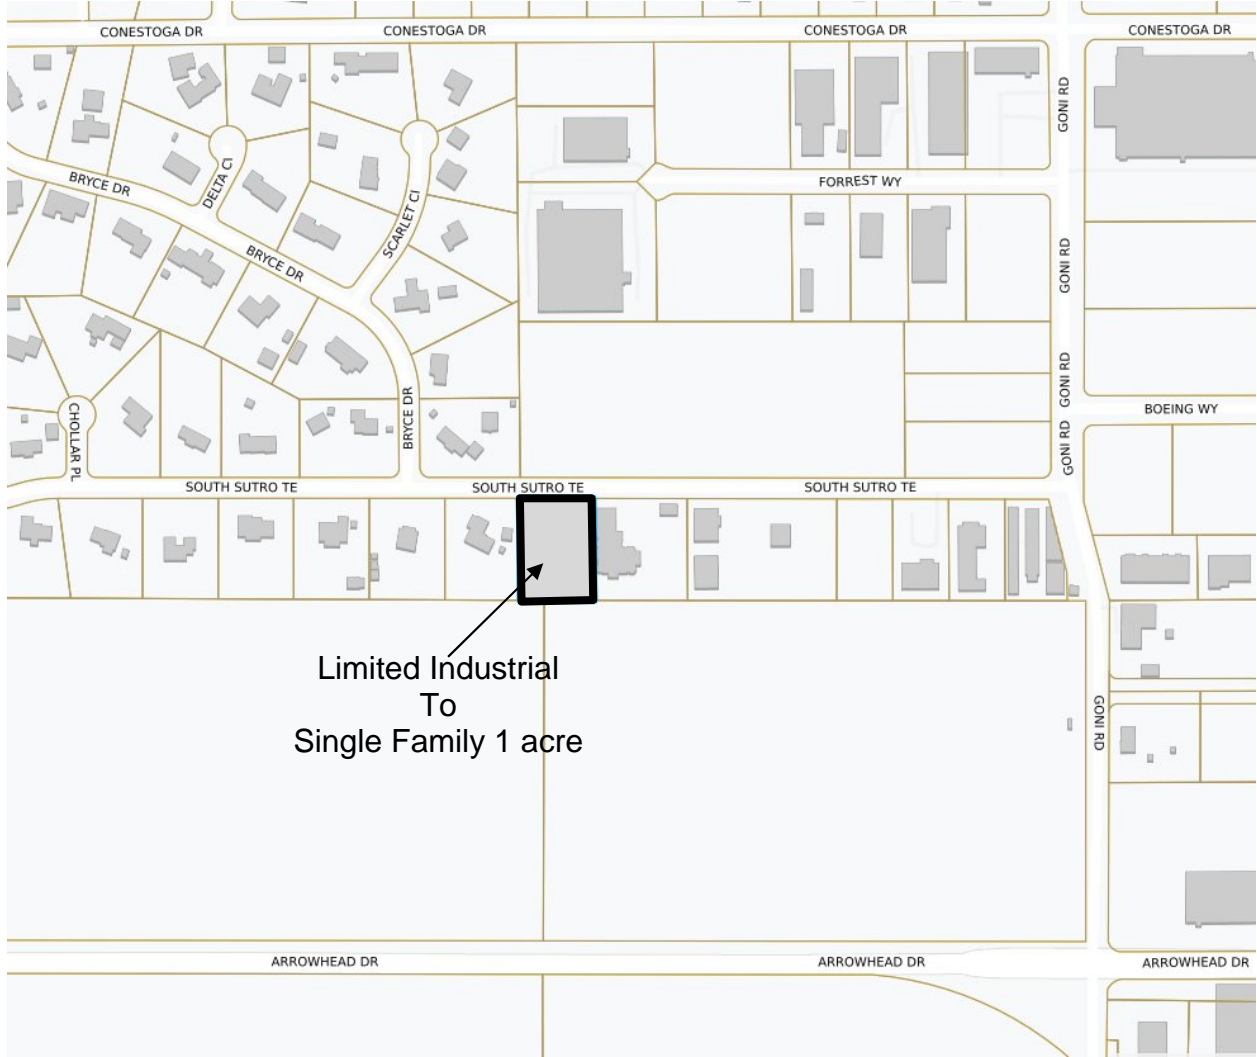 CONESTOGA DR
CONESTOGA DR
CONESTOGA DR
CONESTOGA DR
GONI RD
BRYCE DR
DELTA CI
SCARLET CI
FORREST WY
BRYCE DR
GONI RD
GONI RD
BRYCE DR
CHOLLAR PL
BOEING WY
GONI RD
SOUTH SUTRO TE
SOUTH SUTRO TE
SOUTH SUTRO TE
Limited Industrial
To
Single Family 1 acre
GONI RD
ARROWHEAD DR
ARROWHEAD DR
ARROWHEAD DR